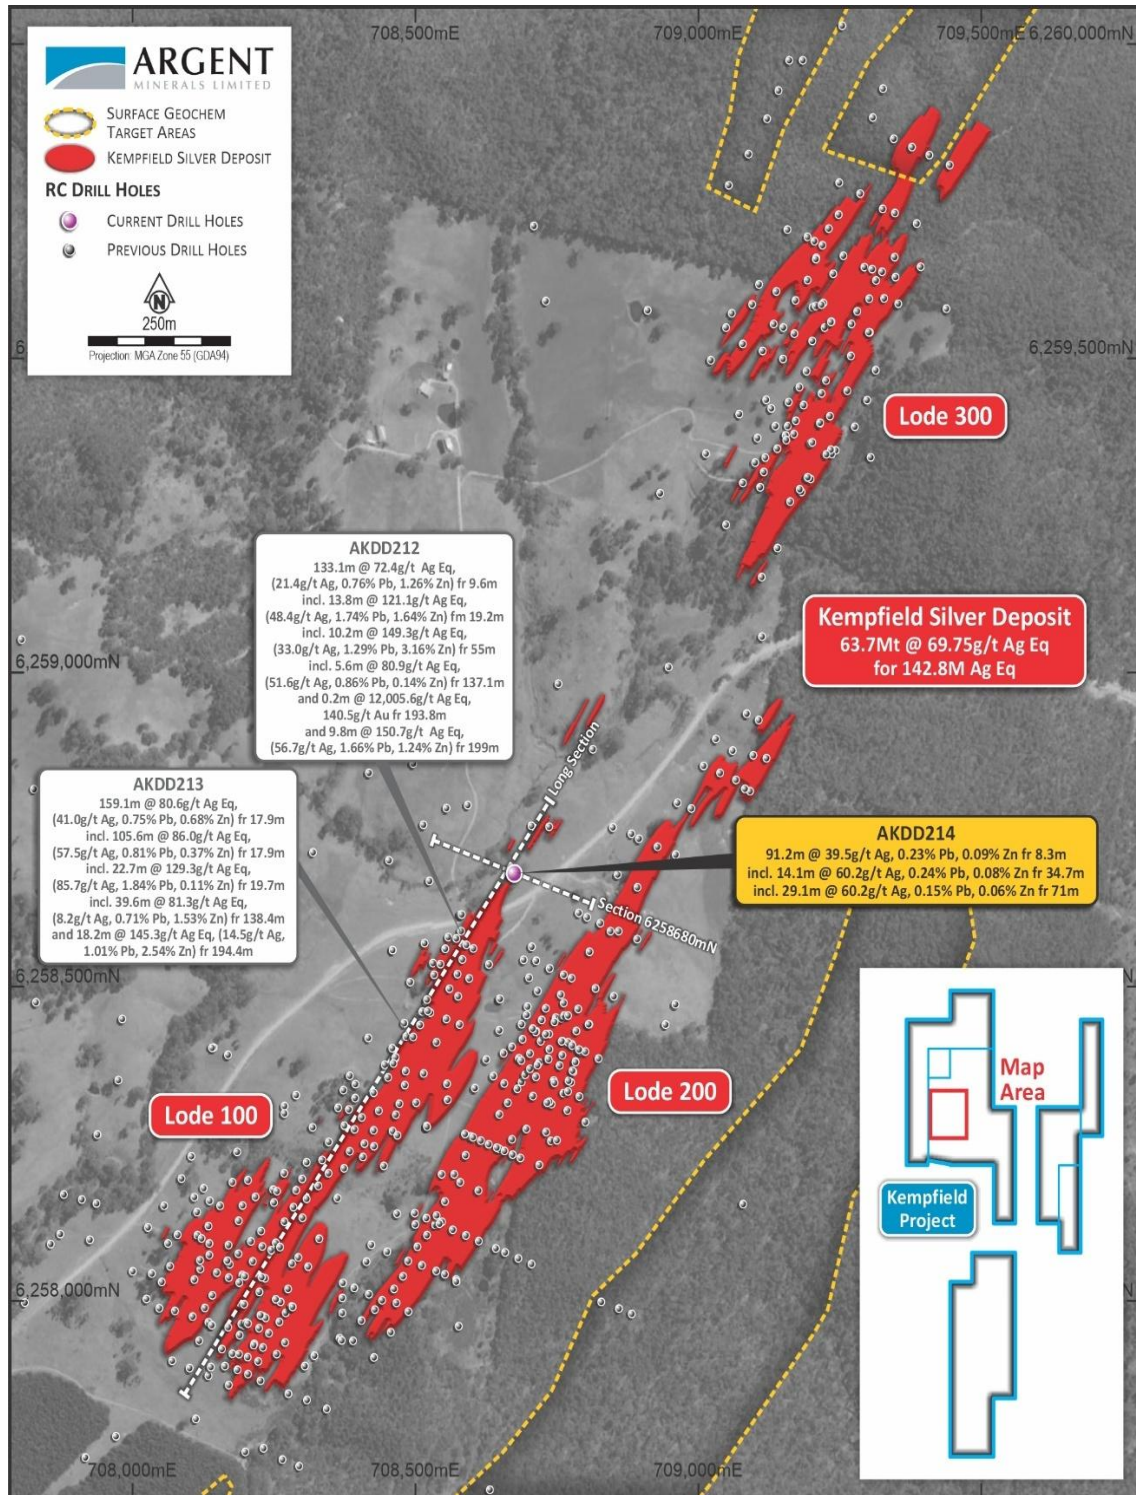 708,500mE
709,000mE
709,500mE
6,260,000mN
ARGENT
MINERALS LIMITED
SURFACE GEOCHEM
TARGET AREAS
KEMPFIELD SILVER DEPOSIT
RC DRILL HOLES
CURRENT DRILL HOLES
PREVIOUS DRILL HOLES
N
250m
Projection: MGA Zone 55 (GDA94)
6,259,500mN
Lode 300
AKDD212
133.1m @ 72.4g/t Ag Eq,
(21.4g/t Ag, 0.76% Pb, 1.26% Zn) fr 9.6m
incl. 13.8m @ 121.1g/t Ag Eq,
(48.4g/t Ag, 1.74% Pb, 1.64% Zn) fm 19.2m
incl. 10.2m @ 149.3g/t Ag Eq,
(33.0g/t Ag, 1.29% Pb, 3.16% Zn) fr 55m
incl. 5.6m @ 80.9g/t Ag Eq,
(51.6g/t Ag, 0.86% Pb, 0.14% Zn) fr 137.1m
and 0.2m @ 12,005.6g/t Ag Eq,
140.5g/t Au fr 193.8m
and 9.8m @ 150.7g/t Ag Eq,
(56.7g/t Ag, 1.66% Pb, 1.24% Zn) fr 199m
Kempfield Silver Deposit
63.7Mt @ 69.75g/t Ag Eq
for 142.8M Ag Eq
6,259,000mN
Long Section
AKDD213
159.1m @ 80.6g/t Ag Eq,
(41.0g/t Ag, 0.75% Pb, 0.68% Zn) fr 17.9m
incl. 105.6m @ 86.0g/t Ag Eq,
(57.5g/t Ag, 0.81% Pb, 0.37% Zn) fr 17.9m
incl. 22.7m @ 129.3g/t Ag Eq,
(85.7g/t Ag, 1.84% Pb, 0.11% Zn) fr 19.7m
incl. 39.6m @ 81.3g/t Ag Eq,
(8.2g/t Ag, 0.71% Pb, 1.53% Zn) fr 138.4m
and 18.2m @ 145.3g/t Ag Eq, (14.5g/t Ag,
1.01% Pb, 2.54% Zn) fr 194.4m
AKDD214
91.2m @ 39.5g/t Ag, 0.23% Pb, 0.09% Zn fr 8.3m
incl. 14.1m @ 60.2g/t Ag, 0.24% Pb, 0.08% Zn fr 34.7m
incl. 29.1m @ 60.2g/t Ag, 0.15% Pb, 0.06% Zn fr 71m
Section 6258680mN
6,258,500mN
Lode 100
Lode 200
Map
Area
Kempfield
Project
6,258,000mN
708,000mE
708,500mE
709,000mE